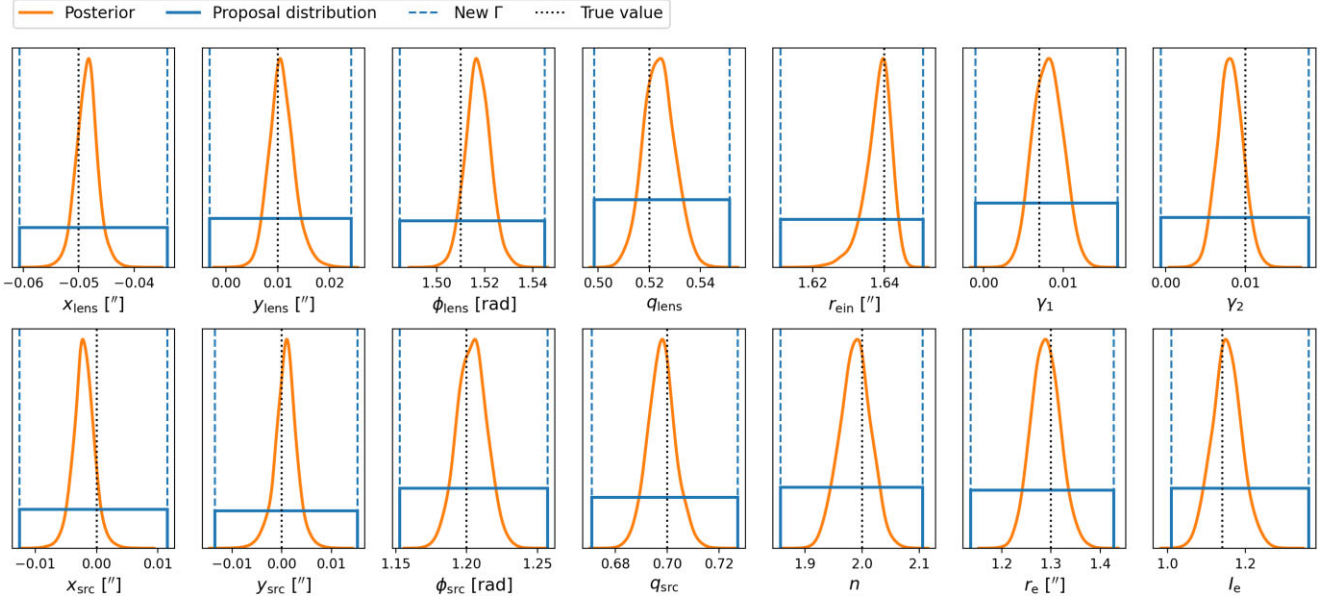 Posterior Proposal distribution New Γ True value
−0.06 −0.05 −0.04 0.00 0.01 0.02 1.50 1.52 1.54 0.50 0.52 0.54 1.62 1.64 0.00 0.01 0.00 0.01
x_lens [″] y_lens [″] ϕ_lens [rad] q_lens r_ein [″] γ_1 γ_2
−0.01 0.00 0.01 −0.01 0.00 0.01 1.15 1.20 1.25 0.68 0.70 0.72 1.9 2.0 2.1 1.2 1.3 1.4 1.0 1.2
x_src [″] y_src [″] ϕ_src [rad] q_src n r_e [″] I_e